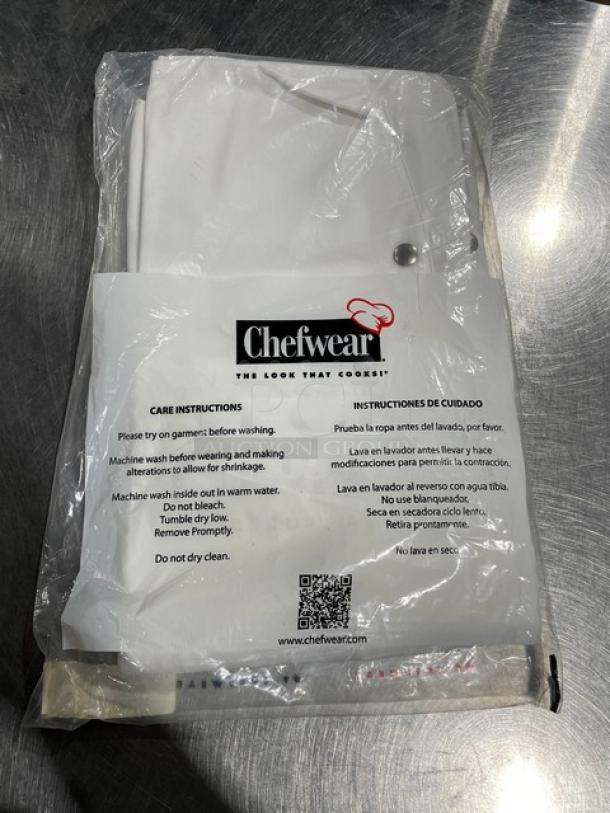 Chefwear
THE LOOK THAT COOKS!®
CARE INSTRUCTIONS
Please try on garment before washing.
Machine wash before wearing and making
alterations to allow for shrinkage.
Machine wash inside out in warm water.
Do not bleach.
Tumble dry low.
Remove Promptly.
Do not dry clean.
INSTRUCTIONES DE CUIDADO
Prueba la ropa antes del lavado, por favor.
Lava en lavador antes llevar y hace
modificaciones para permitir la contracción.
Lava en lavador al reverso con agua tibia.
No use blanqueador.
Seca en secadora ciclo lento.
Retira prontamente.
No lava en seco
PCI
AUCTION GROUP
www.chefwear.com